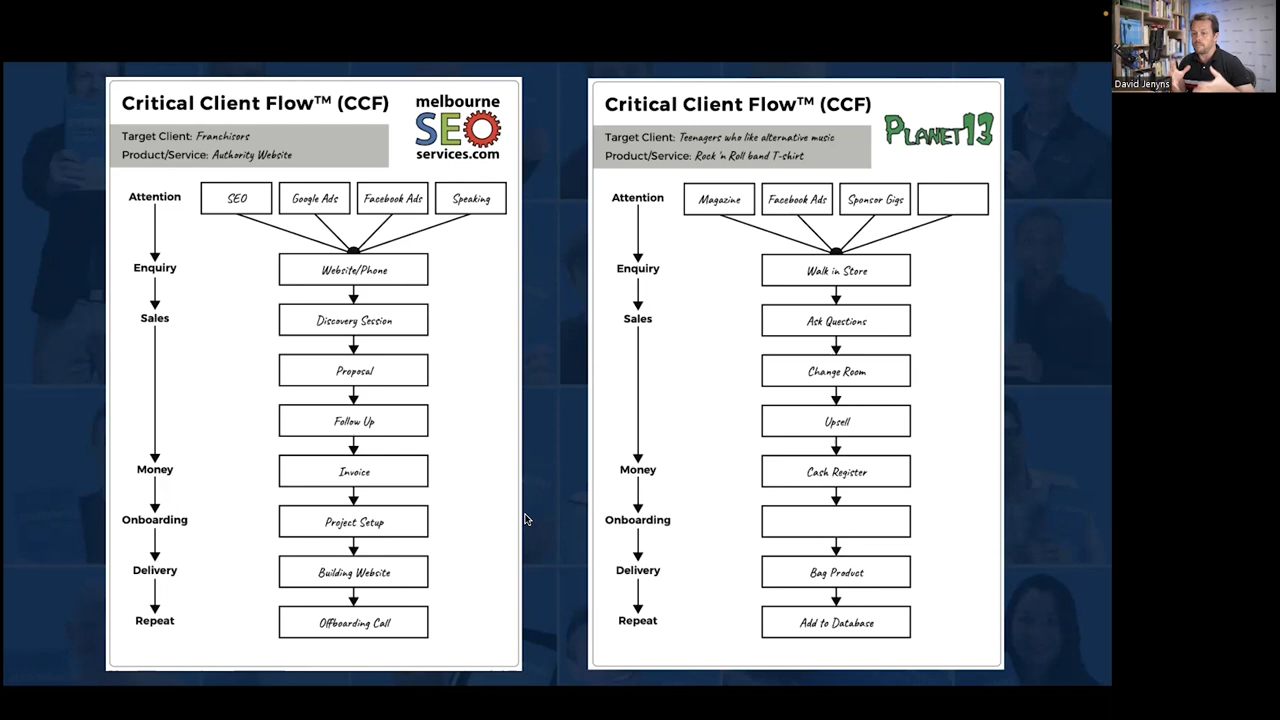 David Jenyns
Critical Client Flow™ (CCF)
melbourne
SEO
services.com
Target Client: Franchisors
Product/Service: Authority Website
Attention
SEO
Google Ads
Facebook Ads
Speaking
Enquiry
Website/Phone
Sales
Discovery Session
Proposal
Follow Up
Money
Invoice
Onboarding
Project Setup
Delivery
Building Website
Repeat
Offboarding Call
Critical Client Flow™ (CCF)
PLANET13
Target Client: Teenagers who like alternative music
Product/Service: Rock 'n Roll band T-shirt
Attention
Magazine
Facebook Ads
Sponsor Gigs
Enquiry
Walk in Store
Sales
Ask Questions
Change Room
Upsell
Money
Cash Register
Onboarding
Delivery
Bag Product
Repeat
Add to Database